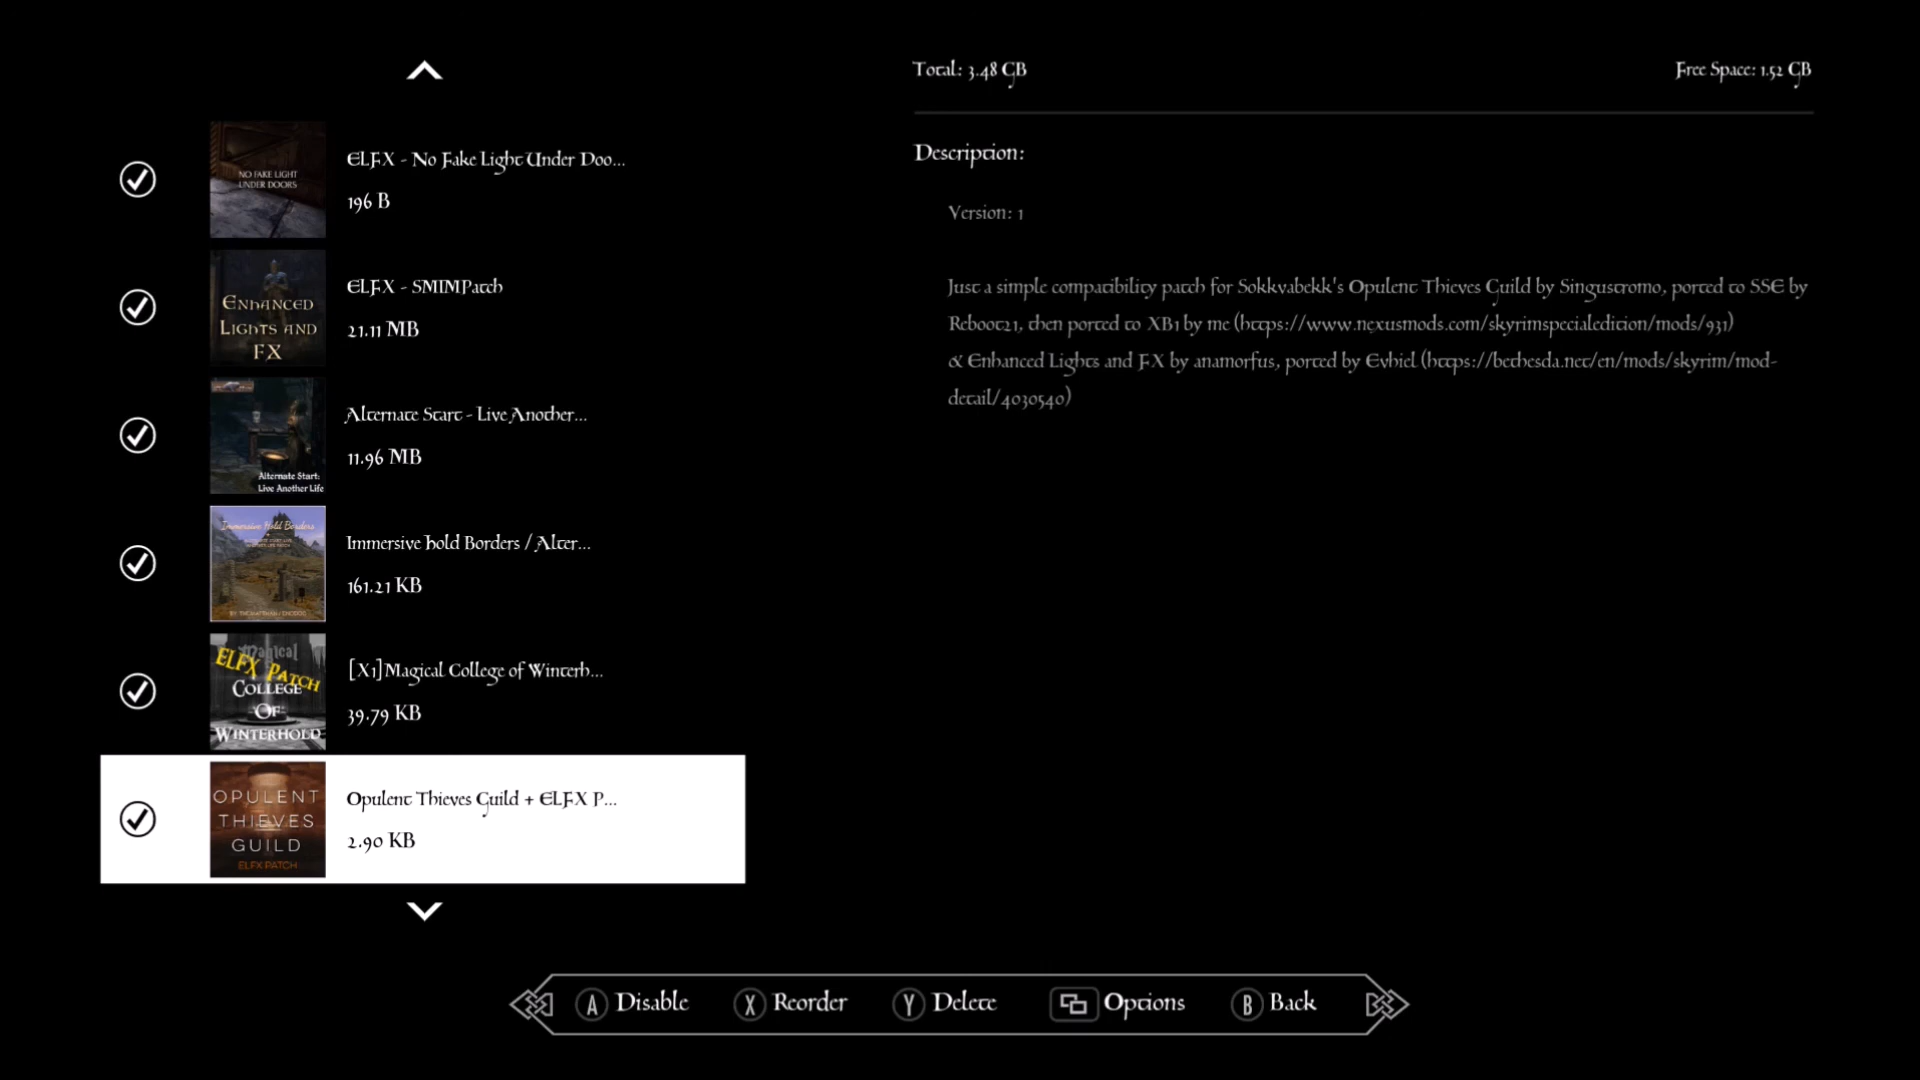 Total: 3.48 GB
Free Space: 1.52 GB
NO FAKE LIGHT
UNDER DOORS
ELFX - No Fake Light Under Doo...
196 B
ENHANCED
LIGHTS AND
FX
ELFX - SMIMPatch
21.11 MB
Alternate Start:
Live Another Life
Alternate Start - Live Another...
11.96 MB
Immersive Hold Borders
Immersive hold Borders / Alter...
161.21 KB
Magical
ELFX PATCH
COLLEGE
OF
WINTERHOLD
[X1]Magical College of Winterh...
39.79 KB
OPULENT
THIEVES
GUILD
ELFX PATCH
Opulent Thieves Guild + ELFX P...
2.90 KB
Description:
Version: 1
Just a simple compatibility patch for Sokkvabekk's Opulent Thieves Guild by Singustromo, ported to SSE by
Reboot21, then ported to XB1 by me (https://www.nexusmods.com/skyrimspecialedition/mods/931)
& Enhanced Lights and FX by anamorfus, ported by Evhiel (https://bethesda.net/en/mods/skyrim/mod-
detail/4030540)
A Disable
X Reorder
Y Delete
Options
B Back